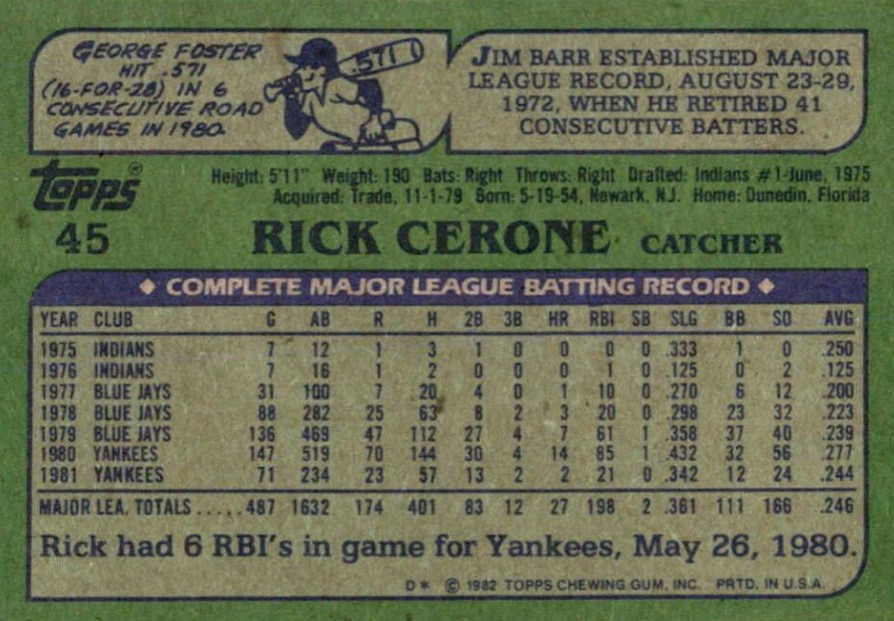 GEORGE FOSTER
HIT .571
(16-FOR-28) IN 6
CONSECUTIVE ROAD
GAMES IN 1980.
.571
JIM BARR ESTABLISHED MAJOR
LEAGUE RECORD, AUGUST 23-29,
1972, WHEN HE RETIRED 41
CONSECUTIVE BATTERS.
Topps®
Height: 5'11" Weight: 190 Bats: Right Throws: Right Drafted: Indians #1-June, 1975
Acquired: Trade, 11-1-79 Born: 5-19-54, Newark, N.J. Home: Dunedin, Florida
45 RICK CERONE CATCHER
◆ COMPLETE MAJOR LEAGUE BATTING RECORD ◆
YEAR CLUB G AB R H 2B 3B HR RBI SB SLG BB SO AVG
1975 INDIANS 7 12 1 3 1 0 0 0 0 .333 1 0 .250
1976 INDIANS 7 16 1 2 0 0 0 1 0 .125 0 2 .125
1977 BLUE JAYS 31 100 7 20 4 0 1 10 0 .270 6 12 .200
1978 BLUE JAYS 88 282 25 63 8 2 3 20 0 .298 23 32 .223
1979 BLUE JAYS 136 469 47 112 27 4 7 61 1 .358 37 40 .239
1980 YANKEES 147 519 70 144 30 4 14 85 1 .432 32 56 .277
1981 YANKEES 71 234 23 57 13 2 2 21 0 .342 12 24 .244
MAJOR LEA. TOTALS ..... 487 1632 174 401 83 12 27 198 2 .361 111 166 .246
Rick had 6 RBI's in game for Yankees, May 26, 1980.
D* © 1982 TOPPS CHEWING GUM, INC. PRTD. IN U.S.A.